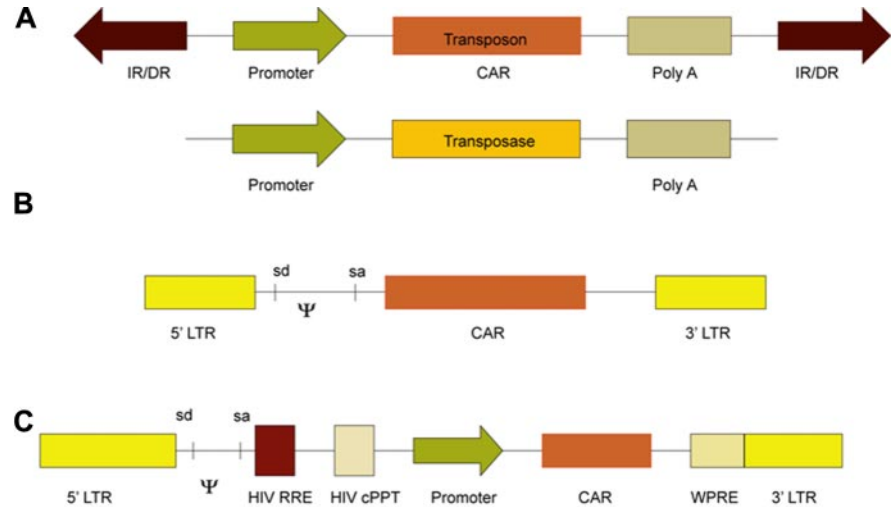 A
Transposon
IR/DR Promoter CAR Poly A IR/DR
Transposase
Promoter Poly A
B
sd sa
Ψ
5' LTR CAR 3' LTR
C
sd sa
Ψ
5' LTR HIV RRE HIV cPPT Promoter CAR WPRE 3' LTR